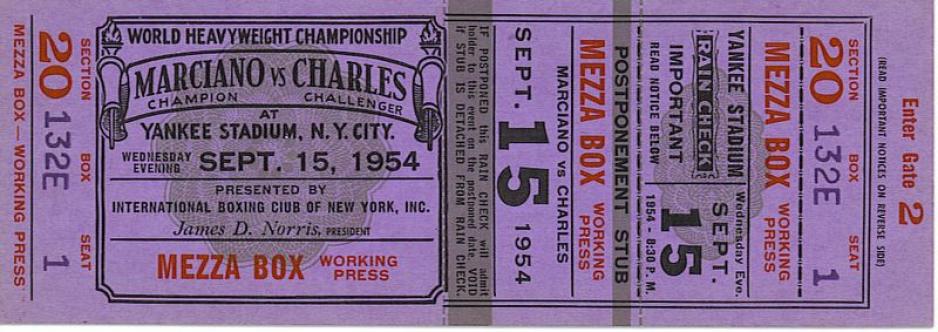 MEZZA BOX — WORKING PRESS
SECTION BOX SEAT
20 132E 1
WORLD HEAVYWEIGHT CHAMPIONSHIP
MARCIANO VS CHARLES
CHAMPION CHALLENGER
AT
YANKEE STADIUM, N.Y.CITY.
WEDNESDAY EVENING SEPT. 15, 1954
PRESENTED BY
INTERNATIONAL BOXING CLUB OF NEW YORK, INC.
James D. Norris, PRESIDENT
MEZZA BOX WORKING PRESS
IF POSTPONED this RAIN CHECK will admit
holder to this event on the postponed date. VOID
if STUB IS DETACHED FROM RAIN CHECK.
SEPT. 15 1954
MARCIANO vs CHARLES
MEZZA BOX WORKING PRESS
POSTPONEMENT STUB
YANKEE STADIUM
RAIN CHECK
IMPORTANT
READ NOTICE BELOW
Wednesday Eve.
SEPT.
15
1954 - 8:30 P. M.
MEZZA BOX WORKING PRESS
SECTION BOX SEAT
20 132E 1
(READ IMPORTANT NOTICES ON REVERSE SIDE)
Enter Gate 2